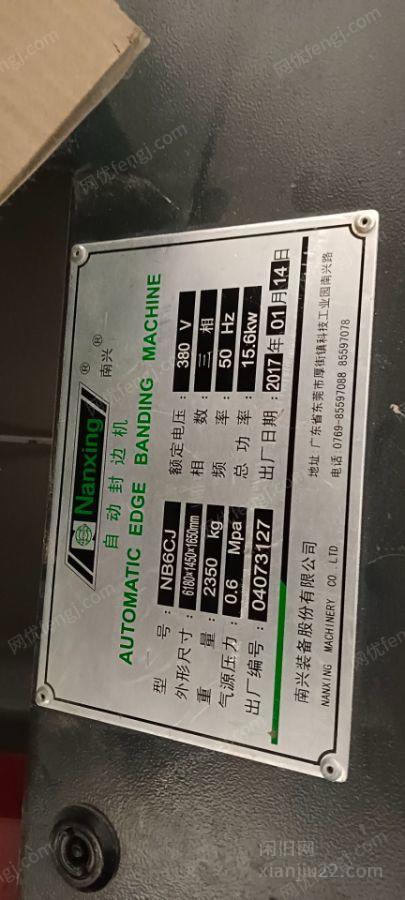 Nanxing® 南兴®
自动封边机
AUTOMATIC EDGE BANDING MACHINE
型号：NB6CJ 额定电压：380 V
外形尺寸：6180×1450×1650mm 相数：三相
重量：2350 kg 频率：50 Hz
气源压力：0.6 Mpa 总功率：15.6kw
出厂编号：04073127 出厂日期：2017年01月14日
南兴装备股份有限公司 地址 广东省东莞市厚街镇科技工业园南兴路
NANXING MACHINERY CO.,LTD 电话 0769-85597088 85597078
闲旧网
xianjiu22.com
网优fengj.com